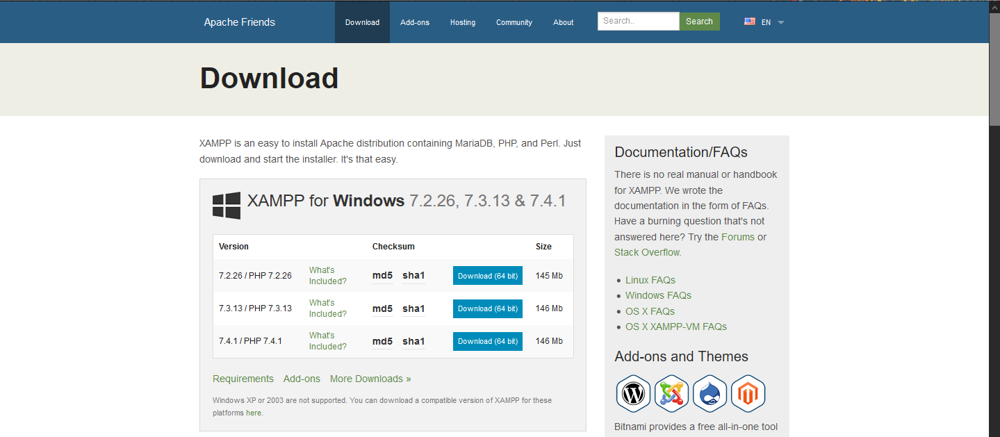 Apache Friends
Download
Add-ons
Hosting
Community
About
Search..
Search
EN
Download
XAMPP is an easy to install Apache distribution containing MariaDB, PHP, and Perl. Just
download and start the installer. It's that easy.
XAMPP for Windows 7.2.26, 7.3.13 & 7.4.1
Version Checksum Size
7.2.26 / PHP 7.2.26 What's Included? md5 sha1 Download (64 bit) 145 Mb
7.3.13 / PHP 7.3.13 What's Included? md5 sha1 Download (64 bit) 146 Mb
7.4.1 / PHP 7.4.1 What's Included? md5 sha1 Download (64 bit) 146 Mb
Requirements Add-ons More Downloads »
Windows XP or 2003 are not supported. You can download a compatible version of XAMPP for these
platforms here.
Documentation/FAQs
There is no real manual or handbook
for XAMPP. We wrote the
documentation in the form of FAQs.
Have a burning question that's not
answered here? Try the Forums or
Stack Overflow.
• Linux FAQs
• Windows FAQs
• OS X FAQs
• OS X XAMPP-VM FAQs
Add-ons and Themes
Bitnami provides a free all-in-one tool